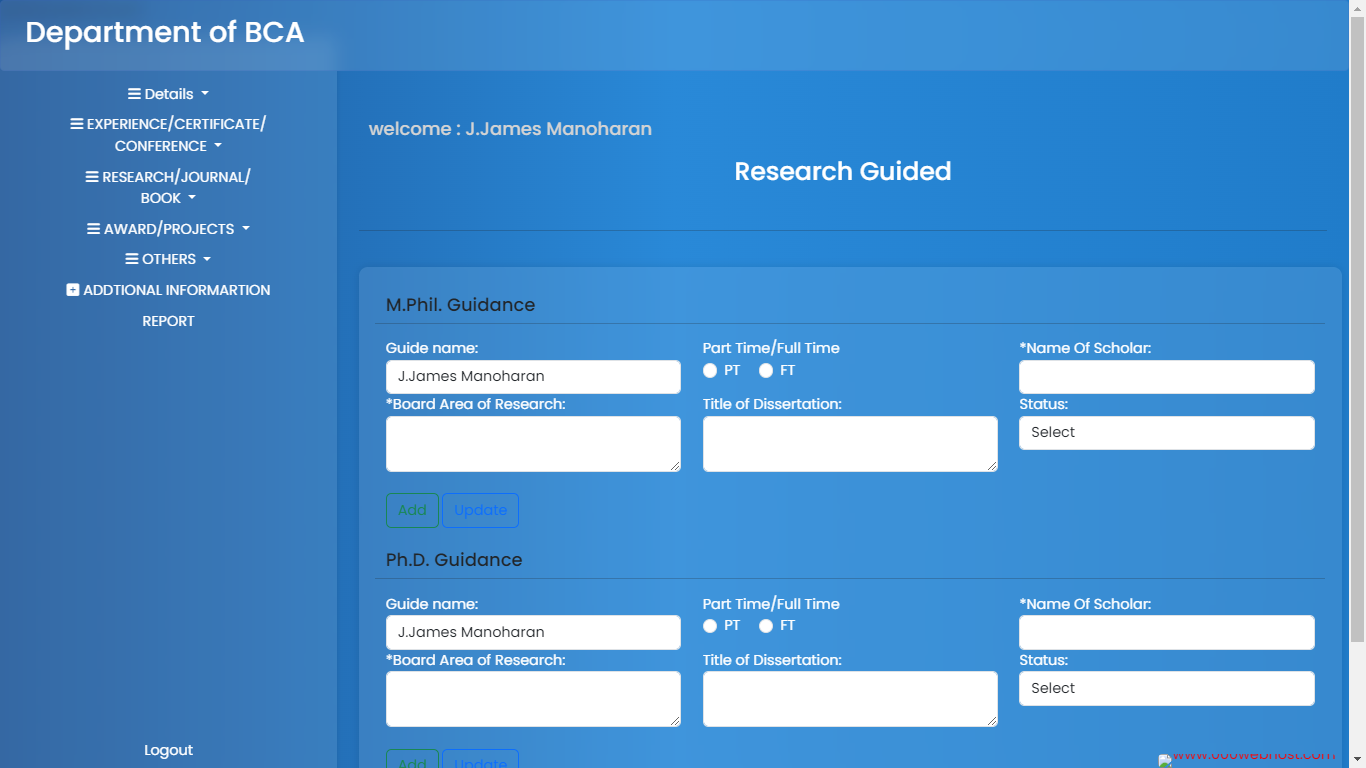 Department of BCA
Details
EXPERIENCE/CERTIFICATE/
CONFERENCE
RESEARCH/JOURNAL/
BOOK
AWARD/PROJECTS
OTHERS
ADDTIONAL INFORMARTION
REPORT
Logout
welcome : J.James Manoharan
Research Guided
M.Phil. Guidance
Guide name: Part Time/Full Time *Name Of Scholar:
J.James Manoharan PT FT
*Board Area of Research: Title of Dissertation: Status:
Select
Add Update
Ph.D. Guidance
Guide name: Part Time/Full Time *Name Of Scholar:
J.James Manoharan PT FT
*Board Area of Research: Title of Dissertation: Status:
Select
Add Update